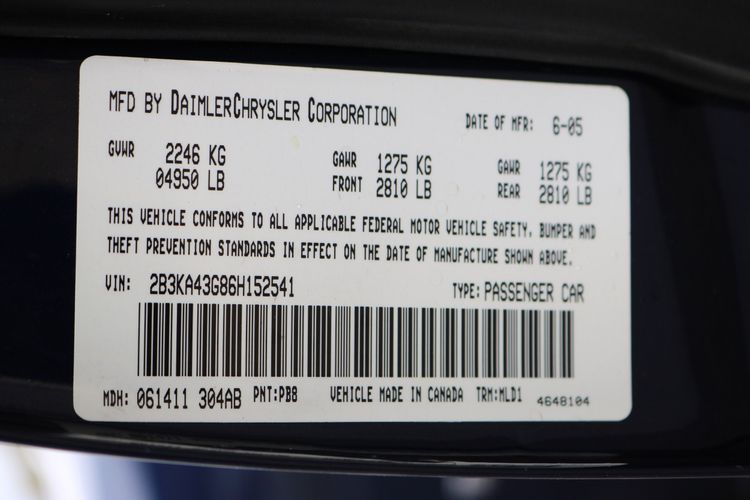 MFD BY DAIMLERCHRYSLER CORPORATION DATE OF MFR: 6-05
GVWR 2246 KG GAWR 1275 KG GAWR 1275 KG
04950 LB FRONT 2810 LB REAR 2810 LB
THIS VEHICLE CONFORMS TO ALL APPLICABLE FEDERAL MOTOR VEHICLE SAFETY, BUMPER AND
THEFT PREVENTION STANDARDS IN EFFECT ON THE DATE OF MANUFACTURE SHOWN ABOVE.
VIN: 2B3KA43G86H152541 TYPE: PASSENGER CAR
MDH: 061411 304AB PNT:PB8 VEHICLE MADE IN CANADA TRM:MLD1 4648104